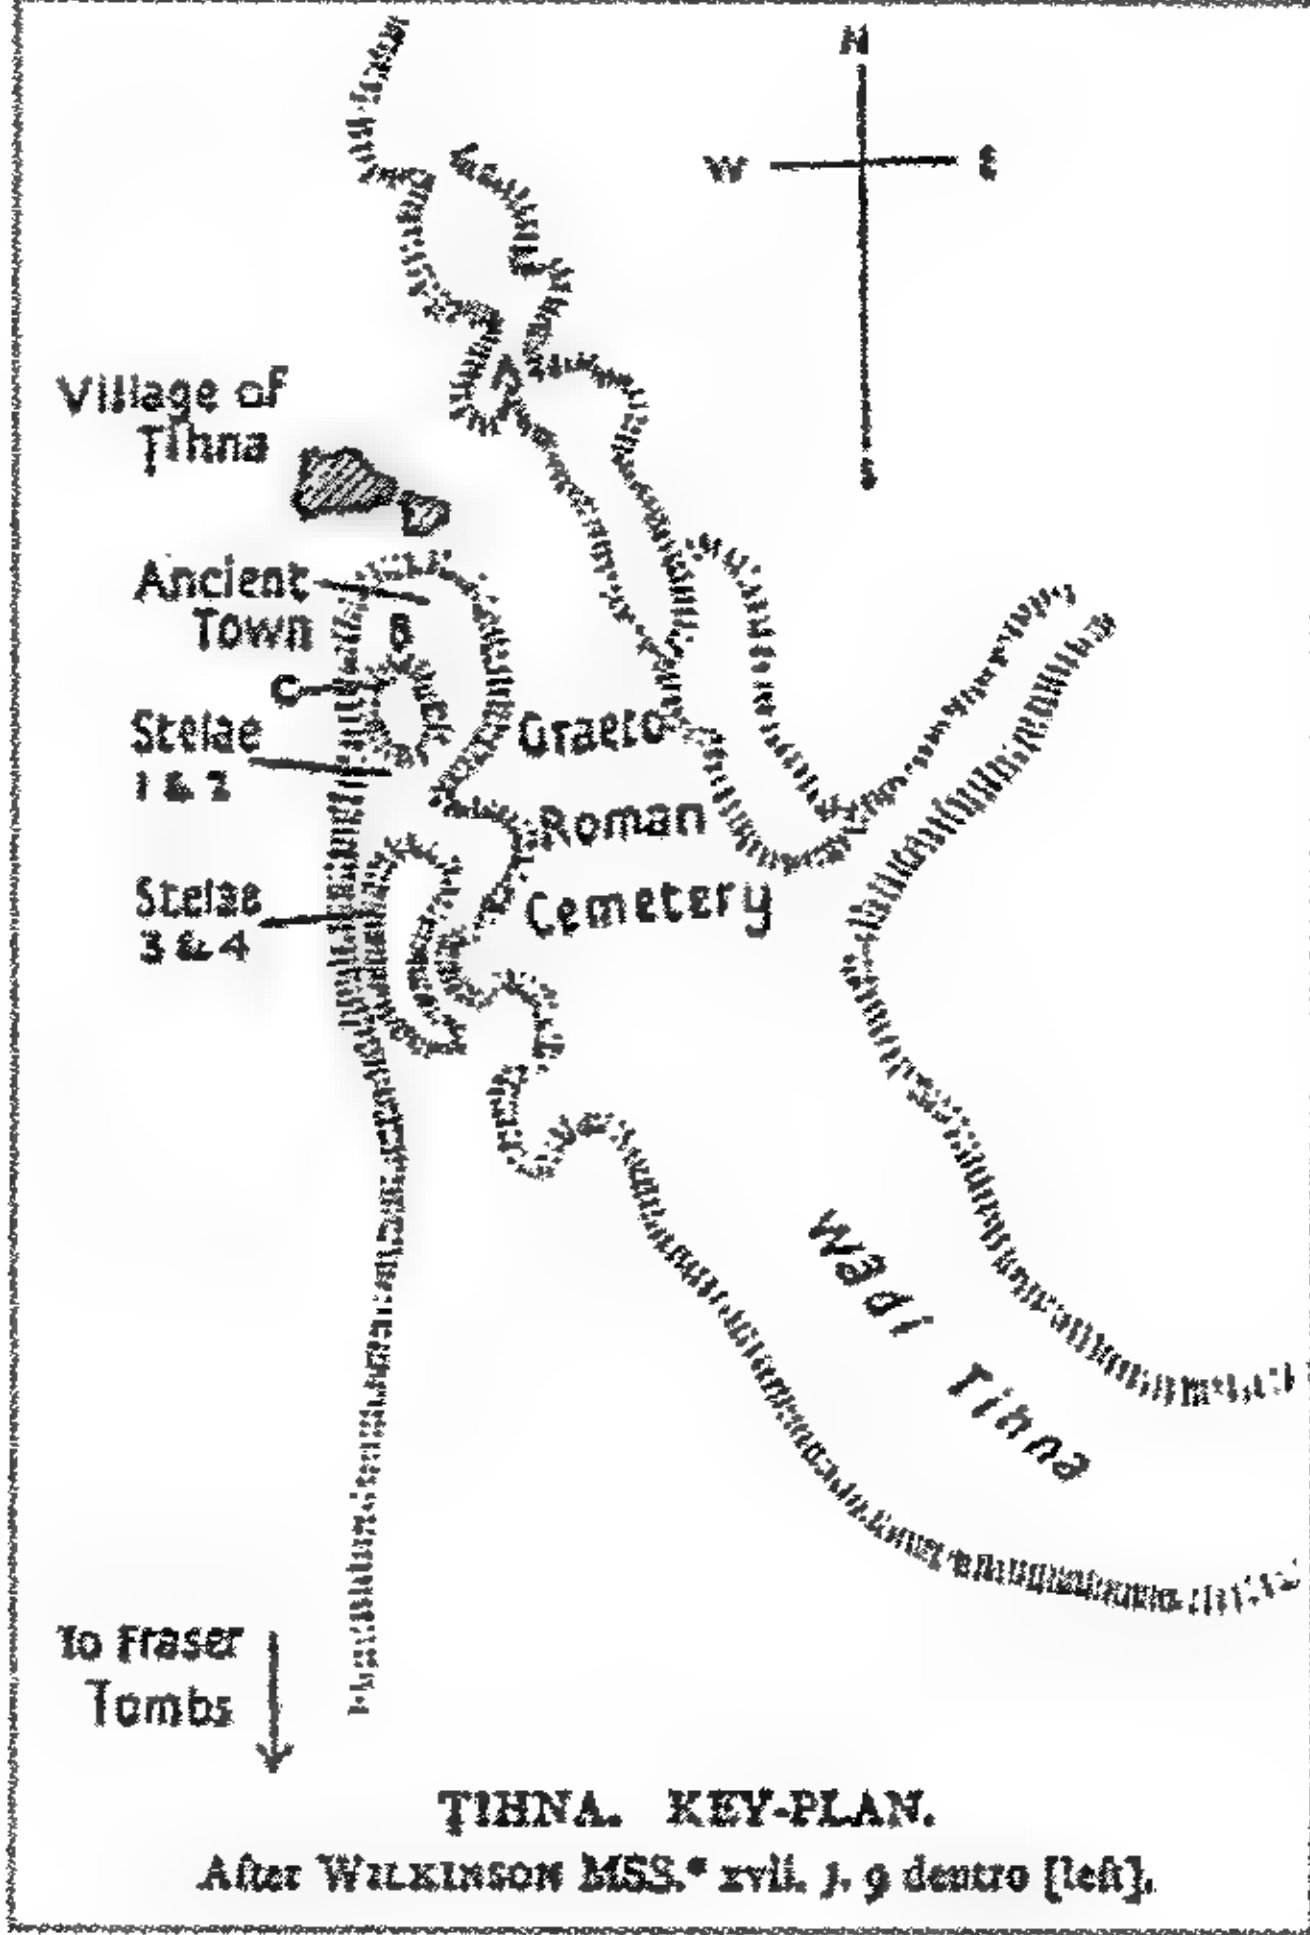 N
W E
S
Village of
Tihna
A
Ancient
Town
B
C
Stelae
1 & 2
Graeco
Roman
Cemetery
Stelae
3 & 4
Wadi Tihna
To Fraser
Tombs
TIHNA. KEY-PLAN.
After WILKINSON MSS.* xvii. J. 9 dentro [left].